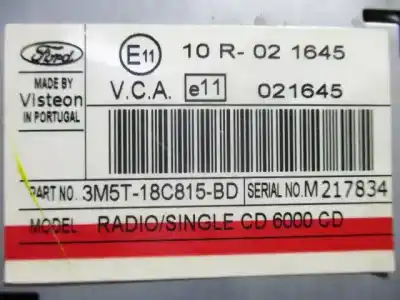 Ford
E11 10 R- 02 1645
MADE BY
Visteon
IN PORTUGAL
V.C.A. e11 021645
PART NO. 3M5T-18C815-BD SERIAL NO. M217834
MODEL RADIO/SINGLE CD 6000 CD